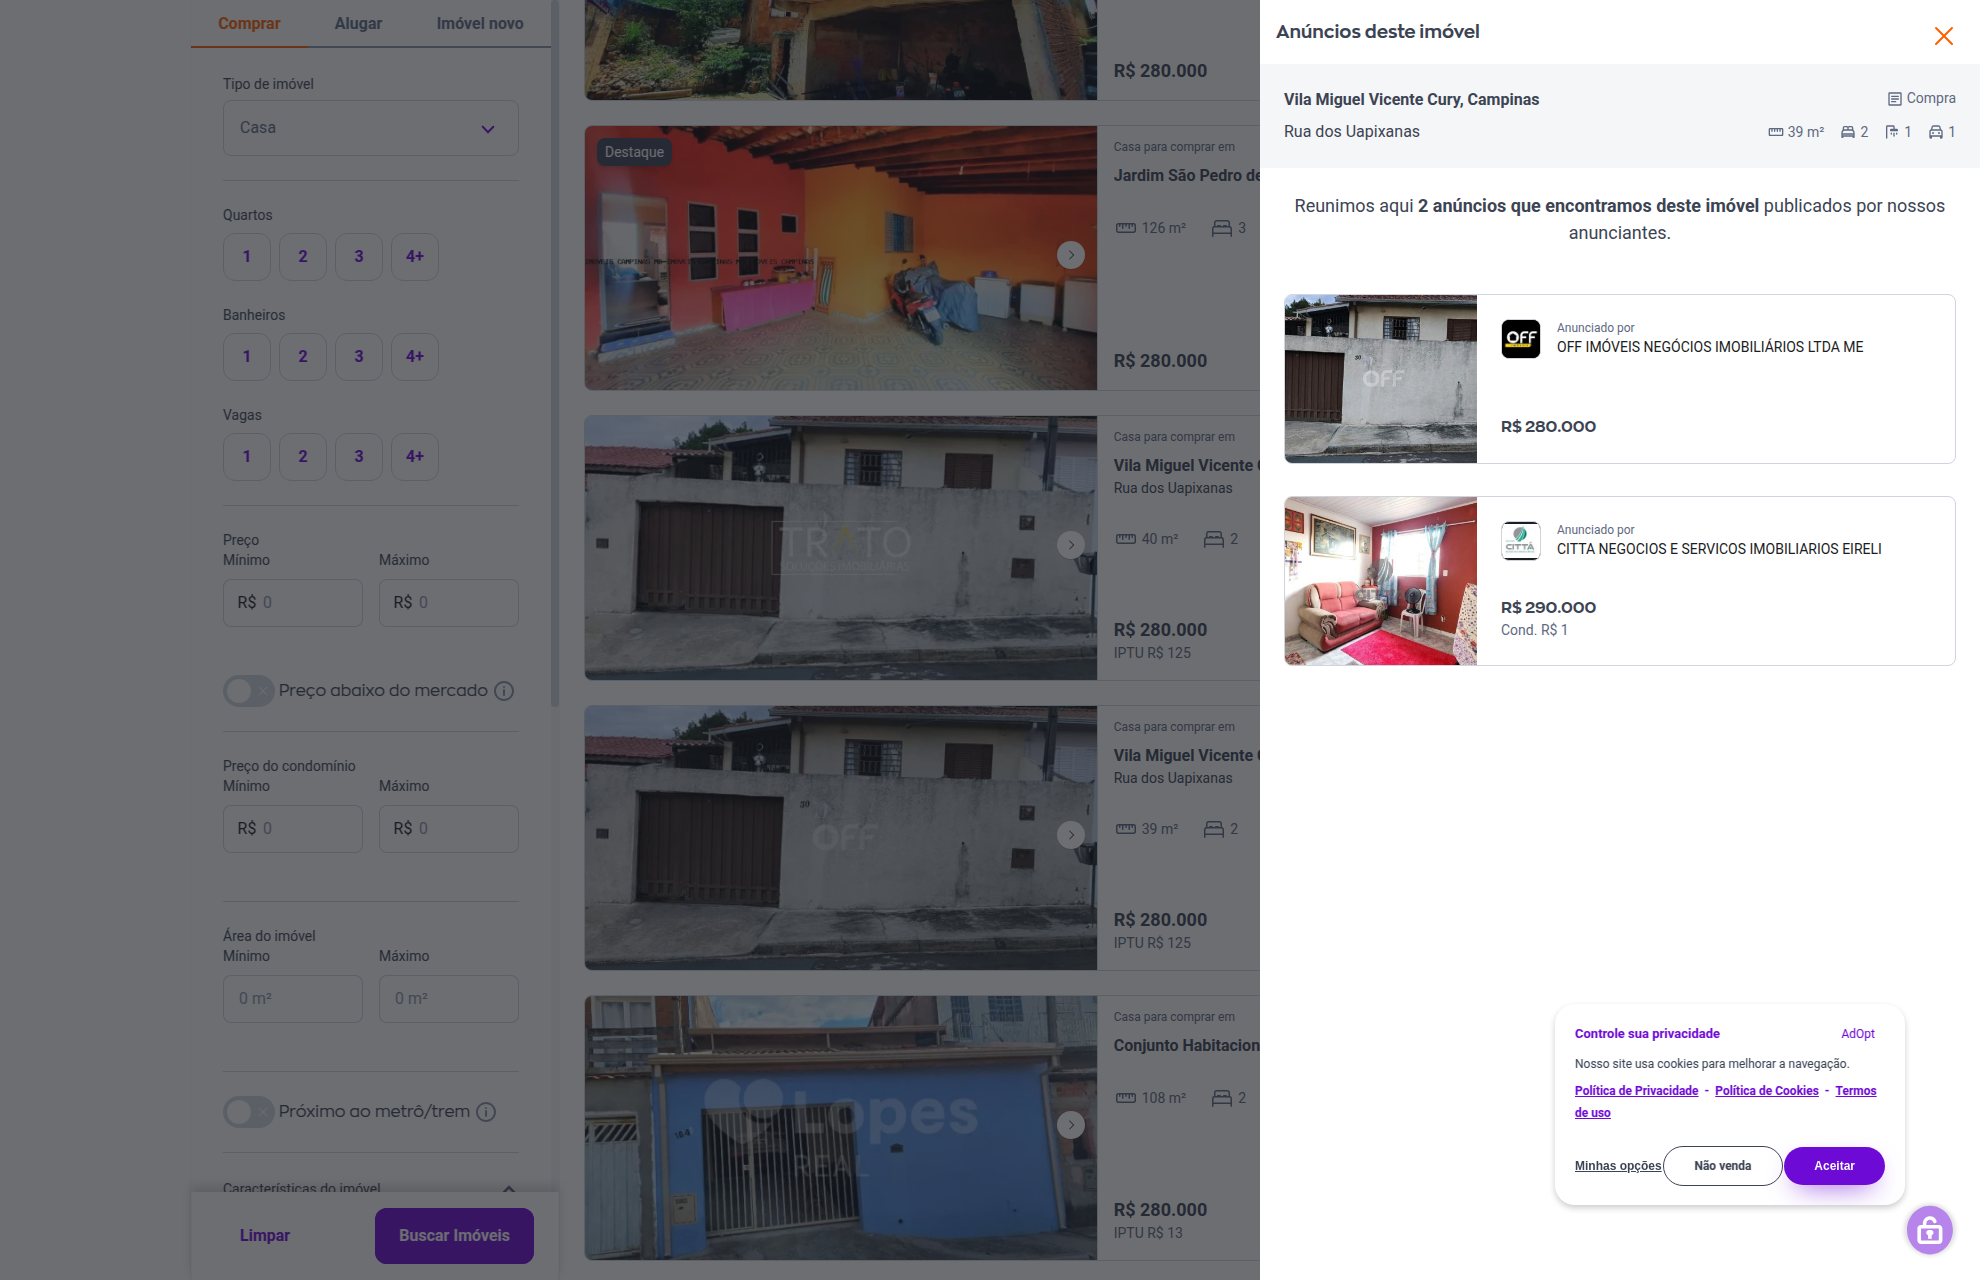 Comprar
Alugar
Imóvel novo
Tipo de imóvel
Casa
Quartos
1
2
3
4+
Banheiros
1
2
3
4+
Vagas
1
2
3
4+
Preço
Mínimo
Máximo
R$ 0
R$ 0
Preço abaixo do mercado
Preço do condomínio
Mínimo
Máximo
R$ 0
R$ 0
Área do imóvel
Mínimo
Máximo
0 m²
0 m²
Próximo ao metrô/trem
Características do imóvel
Limpar
Buscar Imóveis
R$ 280.000
Destaque
Casa para comprar em
Jardim São Pedro de
126 m²
3
R$ 280.000
TRATO
SOLUÇÕES IMOBILIÁRIAS
Casa para comprar em
Vila Miguel Vicente
Rua dos Uapixanas
40 m²
2
R$ 280.000
IPTU R$ 125
39
OFF
Casa para comprar em
Vila Miguel Vicente
Rua dos Uapixanas
39 m²
2
R$ 280.000
IPTU R$ 125
Lopes
REAL
Casa para comprar em
Conjunto Habitacion
108 m²
2
R$ 280.000
IPTU R$ 13
Anúncios deste imóvel
Vila Miguel Vicente Cury, Campinas
Compra
Rua dos Uapixanas
39 m²
2
1
1
Reunimos aqui 2 anúncios que encontramos deste imóvel publicados por nossos
anunciantes.
OFF
OFF
Anunciado por
OFF IMÓVEIS NEGÓCIOS IMOBILIÁRIOS LTDA ME
R$ 280.000
CITTÀ
Anunciado por
CITTA NEGOCIOS E SERVICOS IMOBILIARIOS EIRELI
R$ 290.000
Cond. R$ 1
Controle sua privacidade
AdOpt
Nosso site usa cookies para melhorar a navegação.
Política de Privacidade - Política de Cookies - Termos
de uso
Minhas opções
Não venda
Aceitar